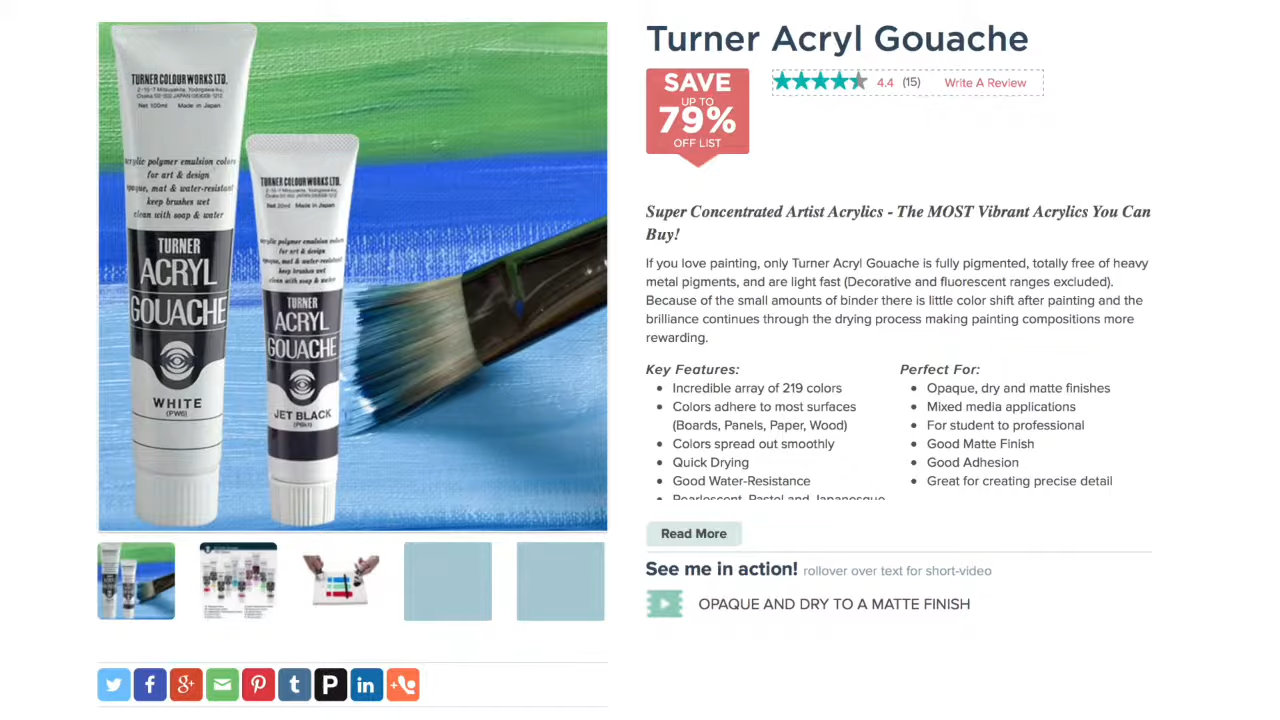 TURNER COLOUR WORKS LTD.
Net 100ml Made in Japan
acrylic polymer emulsion colors
for art & design
opaque, mat & water-resistant
keep brushes wet
clean with soap & water
TURNER
ACRYL
GOUACHE
WHITE
(PW6)
TURNER COLOUR WORKS LTD.
Net 20ml Made in Japan
acrylic polymer emulsion colors
for art & design
opaque, mat & water-resistant
keep brushes wet
clean with soap & water
TURNER
ACRYL
GOUACHE
JET BLACK
Turner Acryl Gouache
SAVE
UP TO
79%
OFF LIST
4.4 (15) Write A Review
Super Concentrated Artist Acrylics - The MOST Vibrant Acrylics You Can
Buy!
If you love painting, only Turner Acryl Gouache is fully pigmented, totally free of heavy
metal pigments, and are light fast (Decorative and fluorescent ranges excluded).
Because of the small amounts of binder there is little color shift after painting and the
brilliance continues through the drying process making painting compositions more
rewarding.
Key Features:
Incredible array of 219 colors
Colors adhere to most surfaces
(Boards, Panels, Paper, Wood)
Colors spread out smoothly
Quick Drying
Good Water-Resistance
Pearlescent, Pastel and Japanesque
Perfect For:
Opaque, dry and matte finishes
Mixed media applications
For student to professional
Good Matte Finish
Good Adhesion
Great for creating precise detail
Read More
See me in action! rollover over text for short-video
OPAQUE AND DRY TO A MATTE FINISH